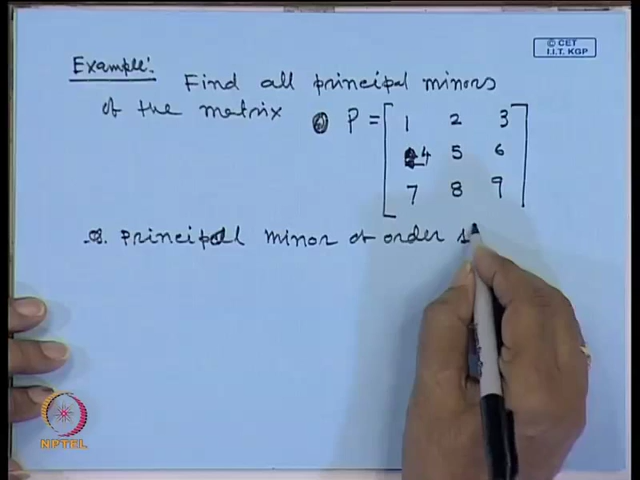 © CET
I.I.T. KGP
Example:
Find all principal minors
of the matrix P = [1 2 3
4 5 6
7 8 9]
principal minor of order
NPTEL